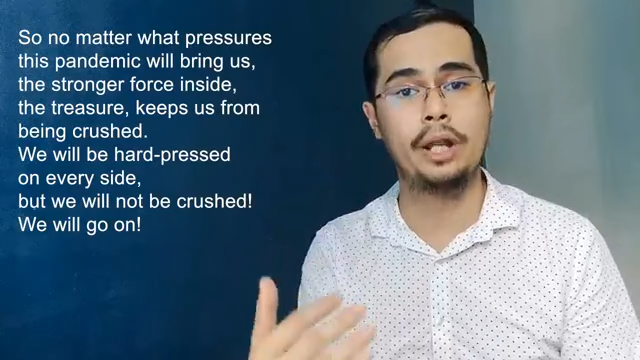 So no matter what pressures
this pandemic will bring us,
the stronger force inside,
the treasure, keeps us from
being crushed.
We will be hard-pressed
on every side,
but we will not be crushed!
We will go on!